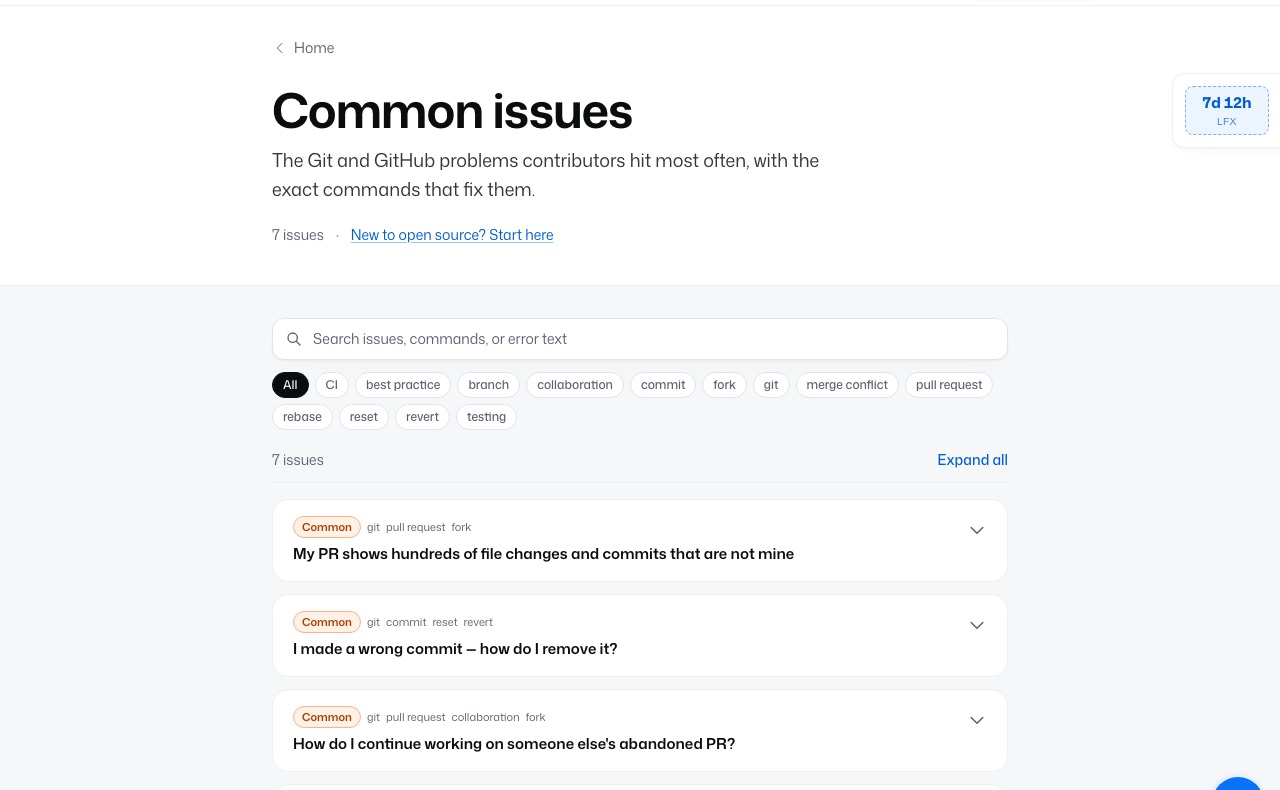 Home
Common issues
7d 12h
LFX
The Git and GitHub problems contributors hit most often, with the
exact commands that fix them.
7 issues · New to open source? Start here
Search issues, commands, or error text
All CI best practice branch collaboration commit fork git merge conflict pull request
rebase reset revert testing
7 issues Expand all
Common git pull request fork
My PR shows hundreds of file changes and commits that are not mine
Common git commit reset revert
I made a wrong commit — how do I remove it?
Common git pull request collaboration fork
How do I continue working on someone else's abandoned PR?